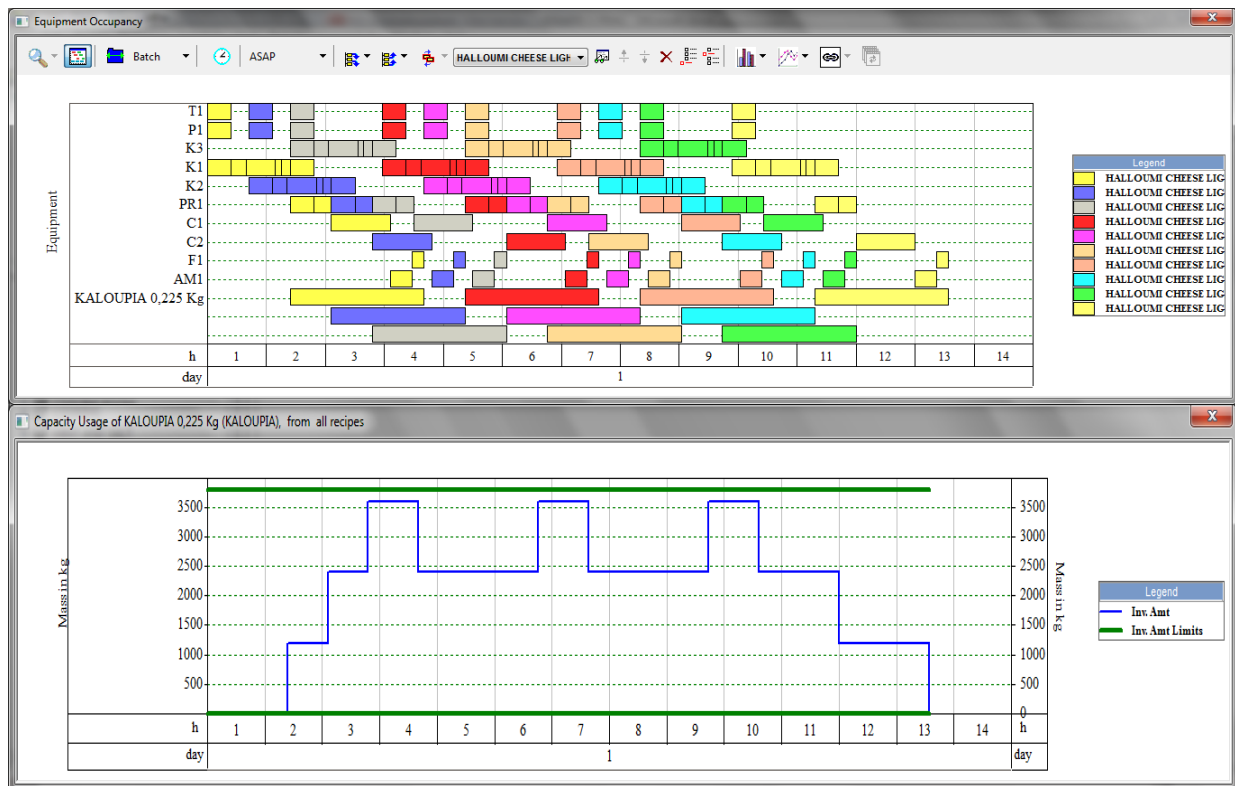 Equipment Occupancy
Batch
ASAP
HALLOUMI CHEESE LIGH
Equipment
T1
P1
K3
K1
K2
PR1
C1
C2
F1
AM1
KALOUPIA 0,225 Kg
h 1 2 3 4 5 6 7 8 9 10 11 12 13 14
day 1
Legend
HALLOUMI CHEESE LIG
HALLOUMI CHEESE LIG
HALLOUMI CHEESE LIG
HALLOUMI CHEESE LIG
HALLOUMI CHEESE LIG
HALLOUMI CHEESE LIG
HALLOUMI CHEESE LIG
HALLOUMI CHEESE LIG
HALLOUMI CHEESE LIG
HALLOUMI CHEESE LIG
Capacity Usage of KALOUPIA 0,225 Kg (KALOUPIA), from all recipes
Mass in kg
3500 3500
3000 3000
2500 2500
2000 2000
1500 1500
1000 1000
500 500
0
Mass in kg
h 1 2 3 4 5 6 7 8 9 10 11 12 13 14 h
day 1 day
Legend
Inv. Amt
Inv. Amt Limits